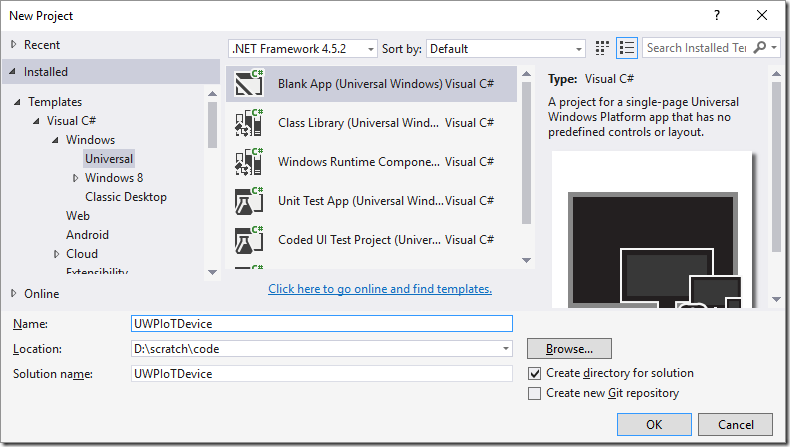 New Project
Recent
.NET Framework 4.5.2
Sort by:
Default
Search Installed Te
Installed
Templates
Visual C#
Windows
Universal
Windows 8
Classic Desktop
Web
Android
Cloud
Extensibility
Online
Blank App (Universal Windows) Visual C#
Class Library (Universal Wind... Visual C#
Windows Runtime Compone... Visual C#
Unit Test App (Universal Wind... Visual C#
Coded UI Test Project (Univer... Visual C#
Click here to go online and find templates.
Type: Visual C#
A project for a single-page Universal
Windows Platform app that has no
predefined controls or layout.
Name:
UWPIoTDevice
Location:
D:\scratch\code
Browse...
Solution name:
UWPIoTDevice
Create directory for solution
Create new Git repository
OK
Cancel